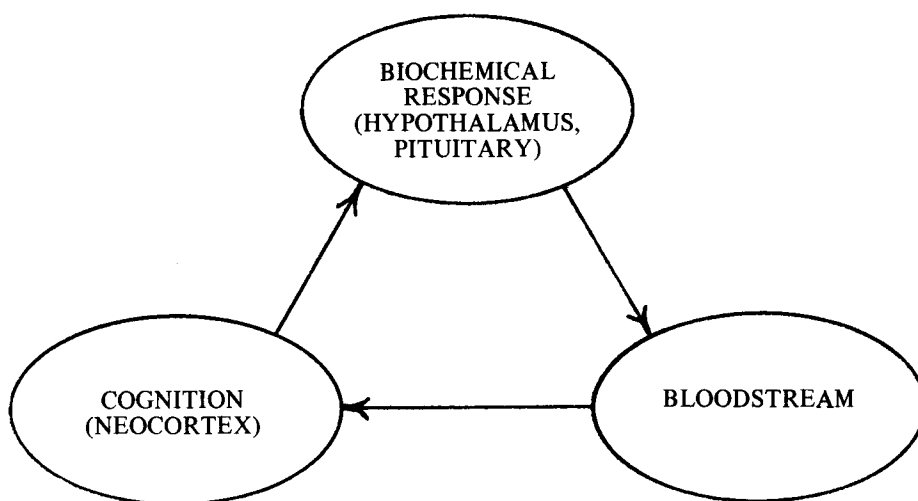 BIOCHEMICAL
RESPONSE
(HYPOTHALAMUS,
PITUITARY)
COGNITION
(NEOCORTEX)
BLOODSTREAM